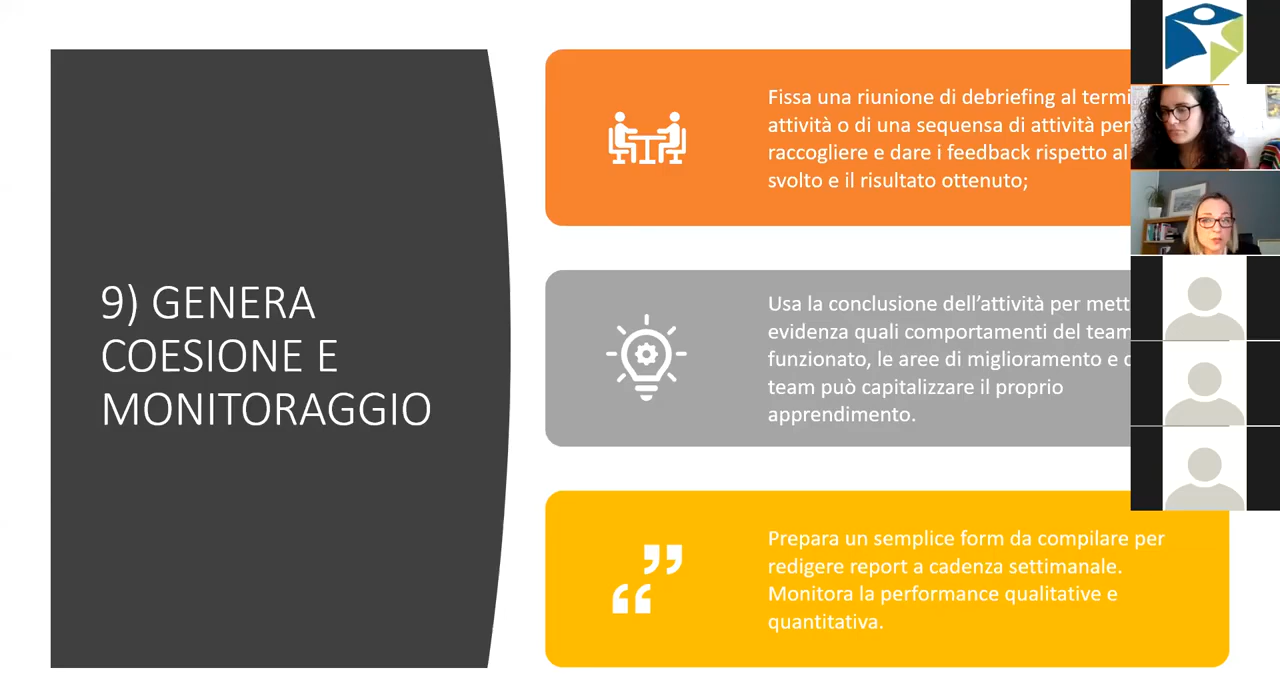 9) GENERA
COESIONE E
MONITORAGGIO
Fissa una riunione di debriefing al
attività o di una sequensa di attività per
raccogliere e dare i feedback rispetto al
svolto e il risultato ottenuto;
Usa la conclusione dell’attività per
evidenza quali comportamenti del team
funzionato, le aree di miglioramento e
team può capitalizzare il proprio
apprendimento.
Prepara un semplice form da compilare per
redigere report a cadenza settimanale.
Monitora la performance qualitative e
quantitativa.